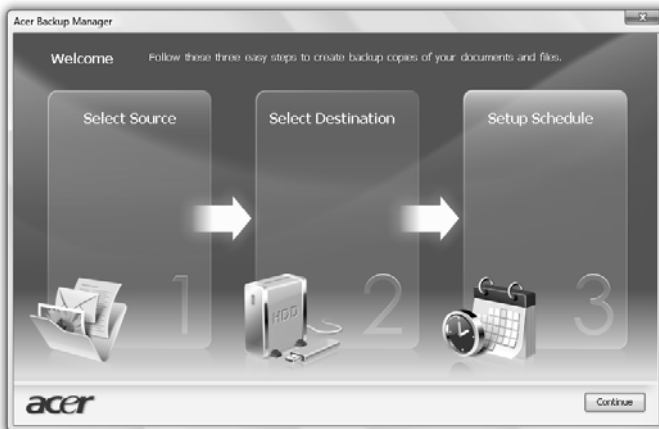 Acer Backup Manager
Welcome
Follow these three easy steps to create backup copies of your documents and files.
Select Source
Select Destination
Setup Schedule
1
HDD
2
3
acer
Continue